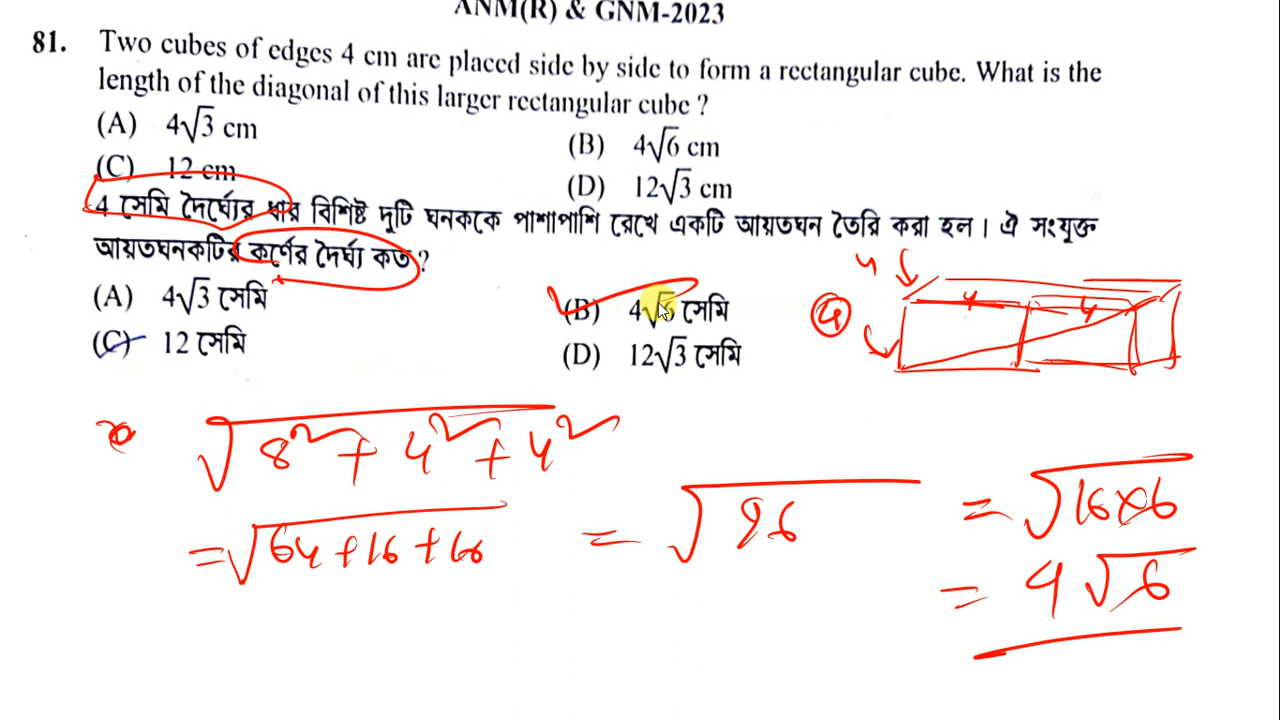 ANM(R) & GNM-2023
81. Two cubes of edges 4 cm are placed side by side to form a rectangular cube. What is the
length of the diagonal of this larger rectangular cube ?
(A) 4√3 cm
(B) 4√6 cm
(C) 12 cm
(D) 12√3 cm
4 সেমি দৈর্ঘ্যের ধার বিশিষ্ট দুটি ঘনককে পাশাপাশি রেখে একটি আয়তঘন তৈরি করা হল। ঐ সংযুক্ত
আয়তঘনকটির কর্ণের দৈর্ঘ্য কত ?
(A) 4√3 সেমি
(B) 4√6 সেমি
(C) 12 সেমি
(D) 12√3 সেমি
4
4 4
√8²+4²+4²
=√64+16+16 = √96 = √16×6
= 4√6